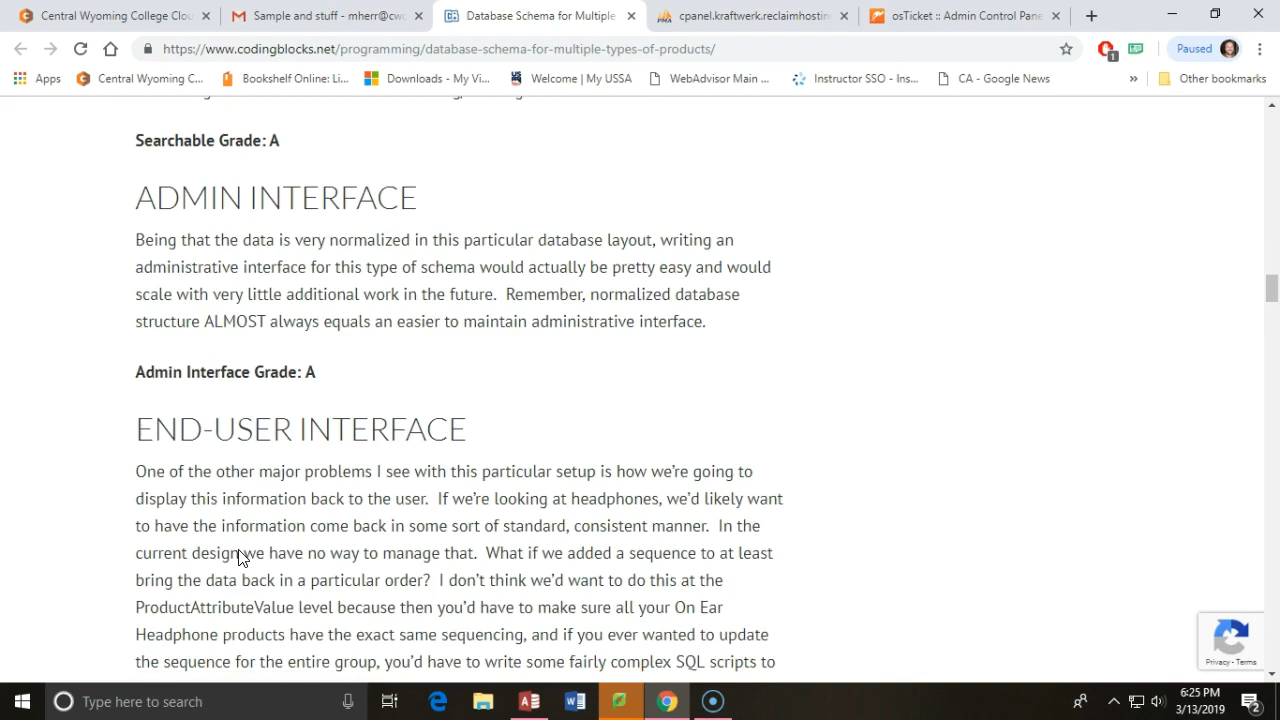 Central Wyoming College Clou
Sample and stuff - mherr@cwc
Database Schema for Multiple
cpanel.kraftwerk.reclaimhostin
osTicket :: Admin Control Pane
https://www.codingblocks.net/programming/database-schema-for-multiple-types-of-products/
1
Paused
Apps
Central Wyoming C...
Bookshelf Online: Li...
Downloads - My Vi...
Welcome | My USSA
WebAdvisor Main ...
Instructor SSO - Ins...
CA - Google News
»
Other bookmarks
Searchable Grade: A
ADMIN INTERFACE
Being that the data is very normalized in this particular database layout, writing an
administrative interface for this type of schema would actually be pretty easy and would
scale with very little additional work in the future.  Remember, normalized database
structure ALMOST always equals an easier to maintain administrative interface.
Admin Interface Grade: A
END-USER INTERFACE
One of the other major problems I see with this particular setup is how we're going to
display this information back to the user.  If we're looking at headphones, we'd likely want
to have the information come back in some sort of standard, consistent manner.  In the
current design we have no way to manage that.  What if we added a sequence to at least
bring the data back in a particular order?  I don't think we'd want to do this at the
ProductAttributeValue level because then you'd have to make sure all your On Ear
Headphone products have the exact same sequencing, and if you ever wanted to update
the sequence for the entire group, you'd have to write some fairly complex SQL scripts to
Privacy - Terms
Type here to search
6:25 PM
3/13/2019
2